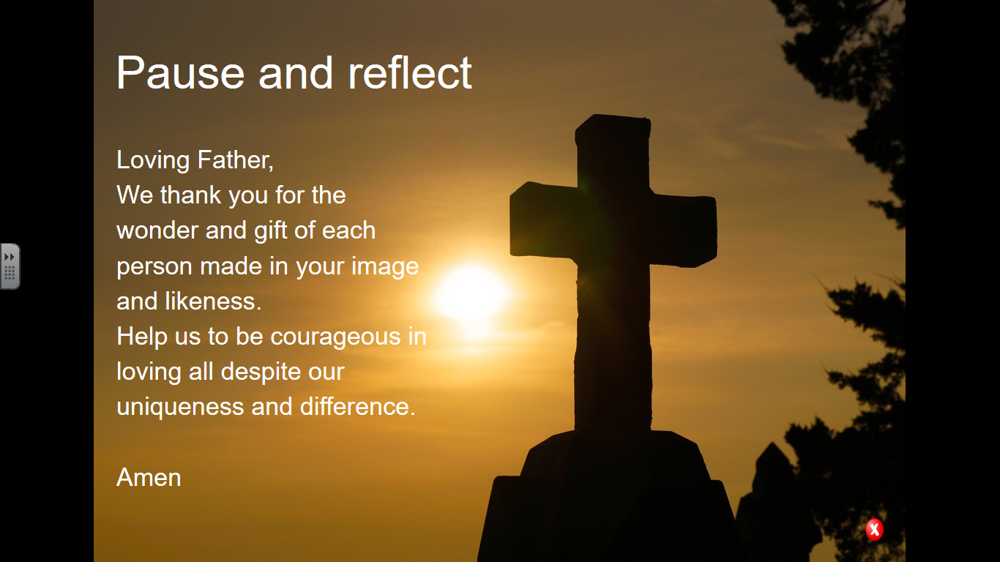 Pause and reflect
Loving Father,
We thank you for the
wonder and gift of each
person made in your image
and likeness.
Help us to be courageous in
loving all despite our
uniqueness and difference.
Amen